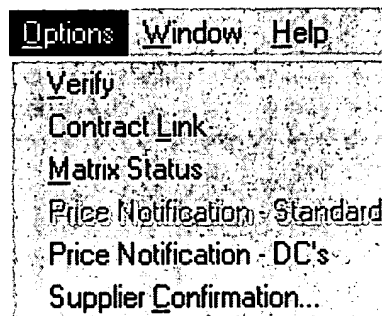 Options Window Help
Verify
Contract Link
Matrix Status
Price Notification - Standard
Price Notification - DC's
Supplier Confirmation...